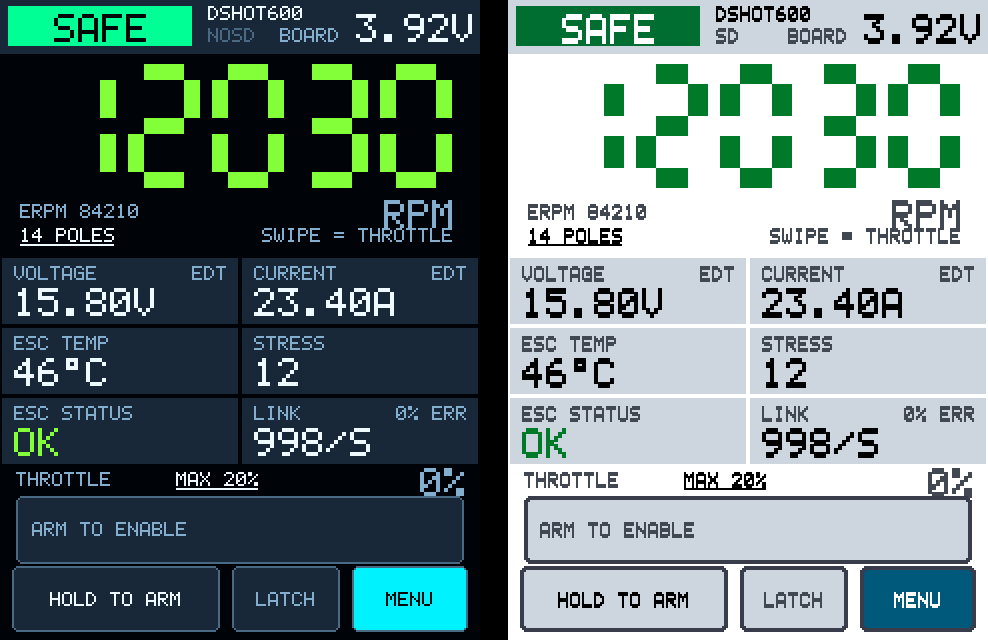 SAFE DSHOT600 3.92V
NOSD BOARD
12030
RPM
ERPM 84210
14 POLES SWIPE = THROTTLE
VOLTAGE EDT CURRENT EDT
15.80V 23.40A
ESC TEMP STRESS
46°C 12
ESC STATUS LINK 0% ERR
OK 998/S
THROTTLE MAX 20% 0%
ARM TO ENABLE
HOLD TO ARM LATCH MENU
SAFE DSHOT600 3.92V
SD BOARD
12030
RPM
ERPM 84210
14 POLES SWIPE = THROTTLE
VOLTAGE EDT CURRENT EDT
15.80V 23.40A
ESC TEMP STRESS
46°C 12
ESC STATUS LINK 0% ERR
OK 998/S
THROTTLE MAX 20% 0%
ARM TO ENABLE
HOLD TO ARM LATCH MENU